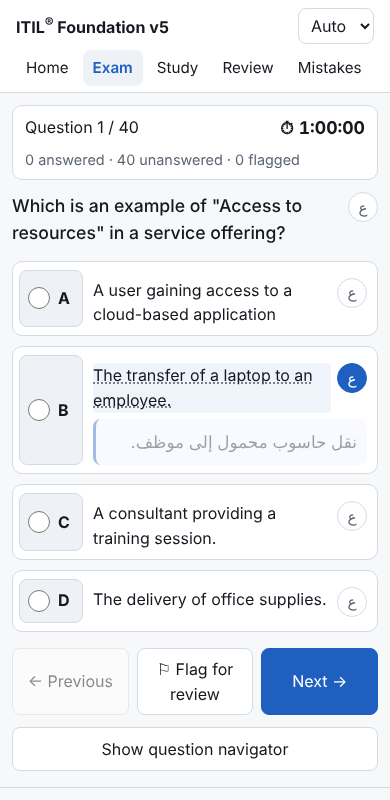 ITIL® Foundation v5
Auto
Home Exam Study Review Mistakes
Question 1 / 40
⏱ 1:00:00
0 answered · 40 unanswered · 0 flagged
Which is an example of "Access to
resources" in a service offering?
ع
A
A user gaining access to a
cloud-based application
ع
B
The transfer of a laptop to an
employee.
ع
نقل حاسوب محمول إلى موظف.
C
A consultant providing a
training session.
ع
D
The delivery of office supplies.
ع
← Previous
⚐ Flag for
review
Next →
Show question navigator